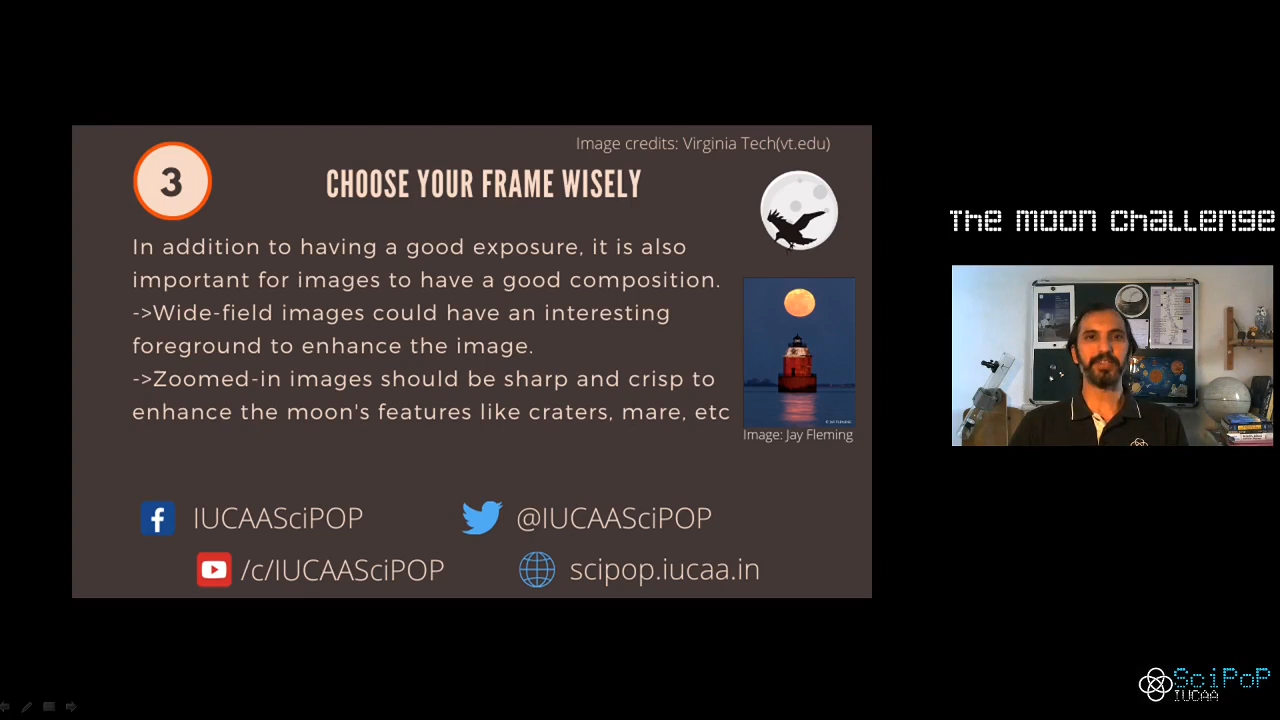 Image credits: Virginia Tech(vt.edu)
3
CHOOSE YOUR FRAME WISELY
In addition to having a good exposure, it is also
important for images to have a good composition.
->Wide-field images could have an interesting
foreground to enhance the image.
->Zoomed-in images should be sharp and crisp to
enhance the moon's features like craters, mare, etc
Image: Jay Fleming
IUCAASciPOP
@IUCAASciPOP
/c/IUCAASciPOP
scipop.iucaa.in
The Moon Challenge
SciPoP
IUCAA